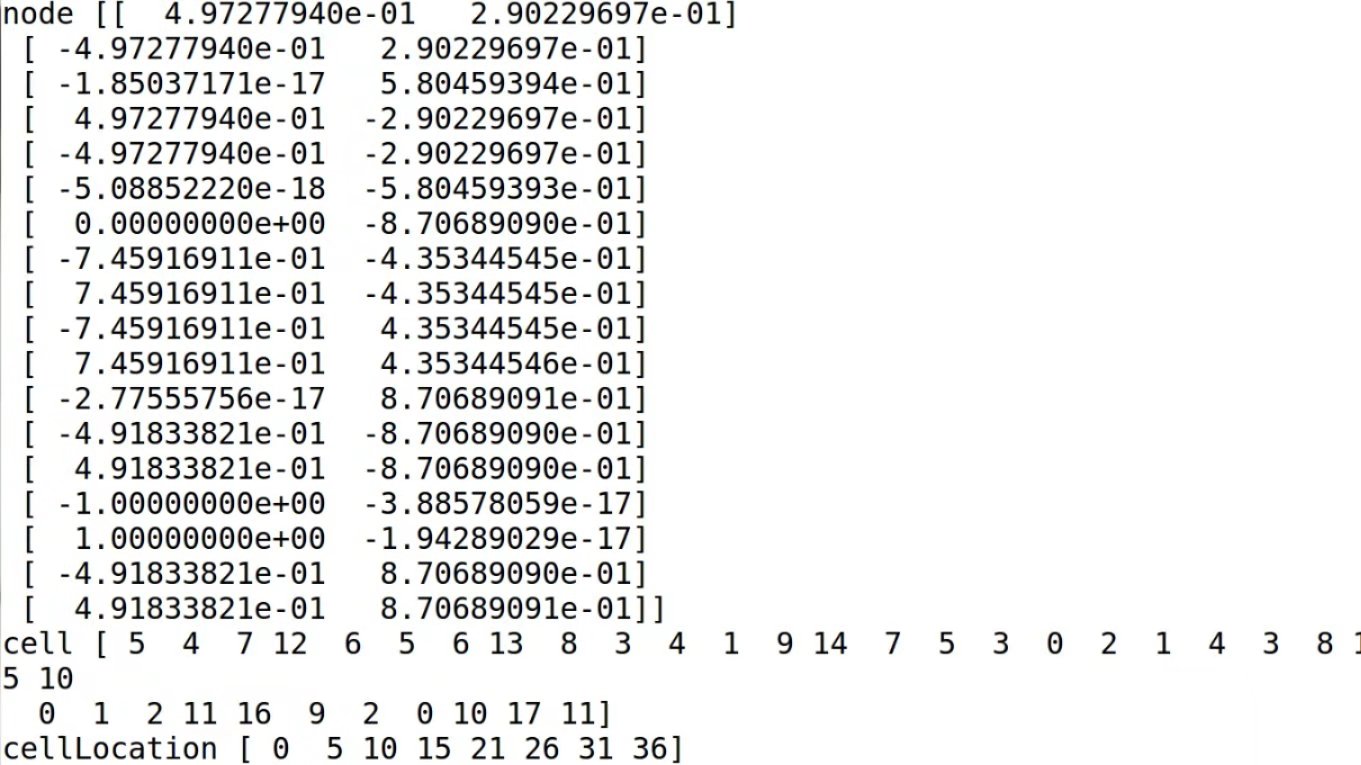 node [[  4.97277940e-01   2.90229697e-01]
[ -4.97277940e-01   2.90229697e-01]
[ -1.85037171e-17   5.80459394e-01]
[  4.97277940e-01  -2.90229697e-01]
[ -4.97277940e-01  -2.90229697e-01]
[ -5.08852220e-18  -5.80459393e-01]
[  0.00000000e+00  -8.70689090e-01]
[ -7.45916911e-01  -4.35344545e-01]
[  7.45916911e-01  -4.35344545e-01]
[ -7.45916911e-01   4.35344545e-01]
[  7.45916911e-01   4.35344546e-01]
[ -2.77555756e-17   8.70689091e-01]
[ -4.91833821e-01  -8.70689090e-01]
[  4.91833821e-01  -8.70689090e-01]
[ -1.00000000e+00  -3.88578059e-17]
[  1.00000000e+00  -1.94289029e-17]
[ -4.91833821e-01   8.70689090e-01]
[  4.91833821e-01   8.70689091e-01]]
cell [ 5  4  7 12  6  5  6 13  8  3  4  1  9 14  7  5  3  0  2  1  4  3  8 1
5 10
0  1  2 11 16  9  2  0 10 17 11]
cellLocation [ 0  5 10 15 21 26 31 36]